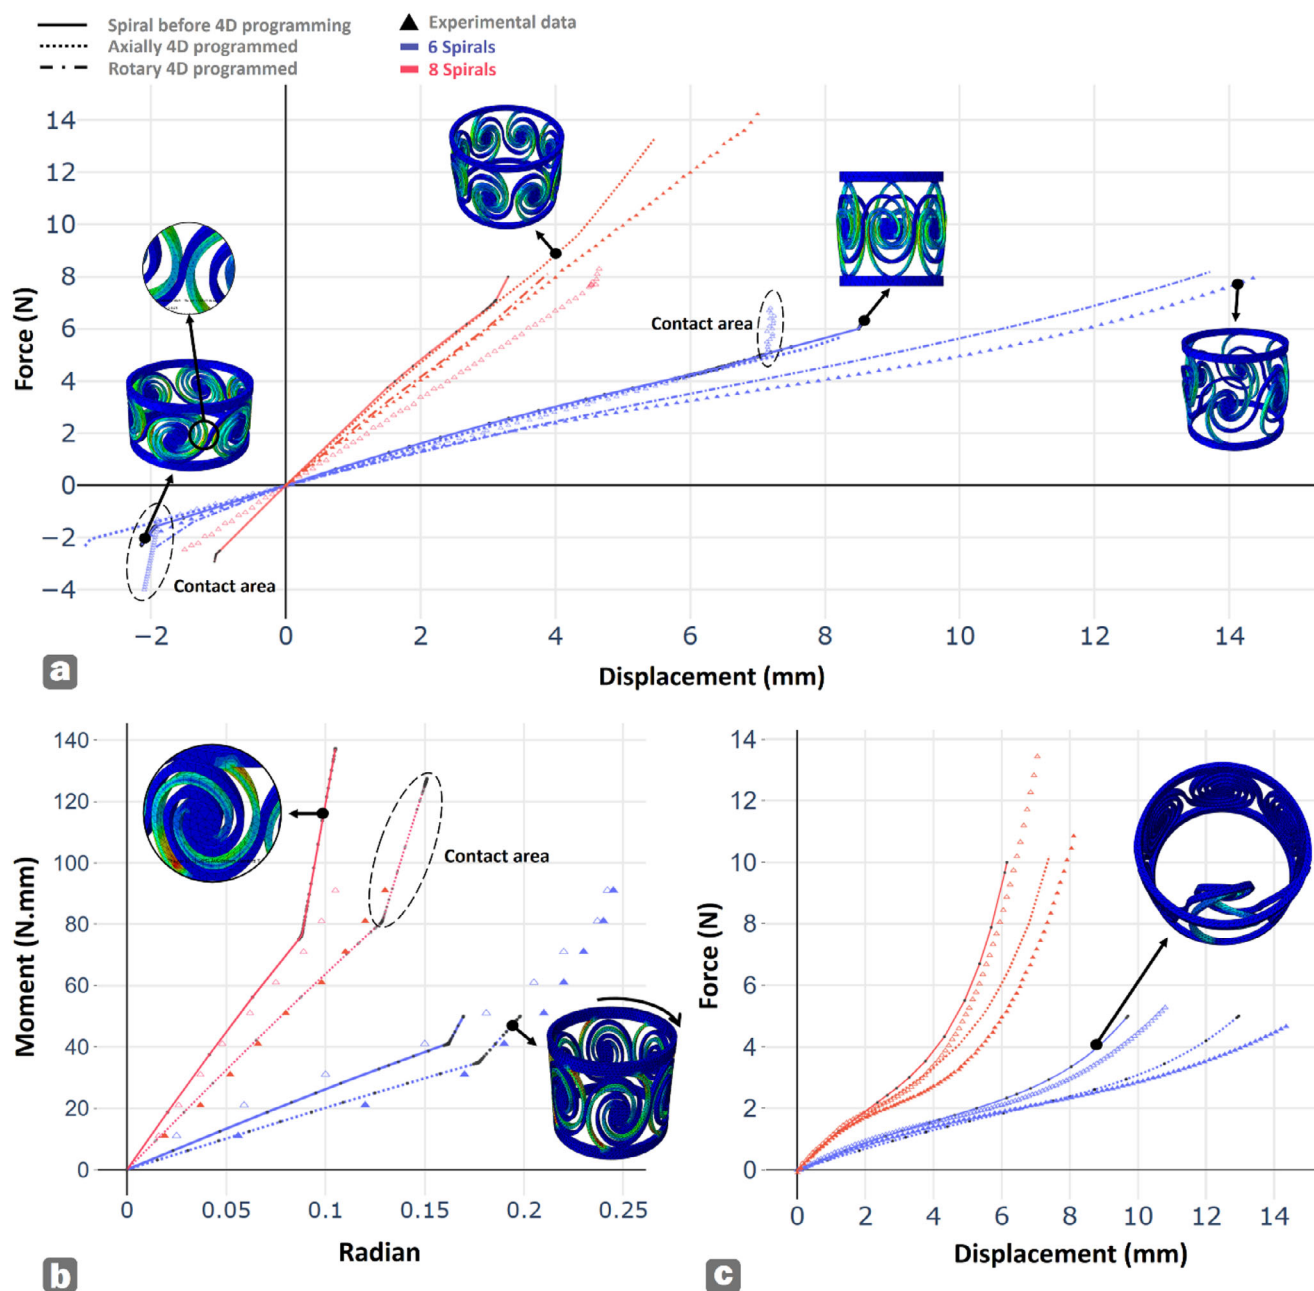 Spiral before 4D programming
Axially 4D programmed
Rotary 4D programmed
Experimental data
6 Spirals
8 Spirals
Force (N)
14
12
10
8
6
4
2
0
−2
−4
Contact area
Contact area
−2
0
2
4
6
8
10
12
14
Displacement (mm)
a
Moment (N.mm)
140
120
100
80
60
40
20
0
Contact area
0
0.05
0.1
0.15
0.2
0.25
Radian
b
Force (N)
14
12
10
8
6
4
2
0
0
2
4
6
8
10
12
14
Displacement (mm)
c